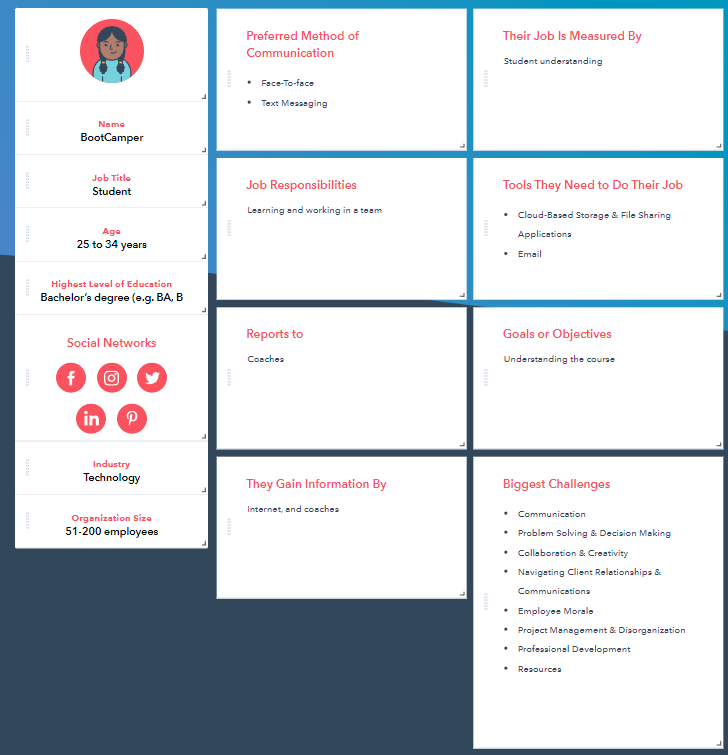 Name
BootCamper
Job Title
Student
Age
25 to 34 years
Highest Level of Education
Bachelor's degree (e.g. BA, B
Social Networks
Industry
Technology
Organization Size
51-200 employees
Preferred Method of
Communication
• Face-To-face
• Text Messaging
Their Job Is Measured By
Student understanding
Job Responsibilities
Learning and working in a team
Tools They Need to Do Their Job
• Cloud-Based Storage & File Sharing
Applications
• Email
Reports to
Coaches
Goals or Objectives
Understanding the course
They Gain Information By
Internet, and coaches
Biggest Challenges
• Communication
• Problem Solving & Decision Making
• Collaboration & Creativity
• Navigating Client Relationships &
Communications
• Employee Morale
• Project Management & Disorganization
• Professional Development
• Resources